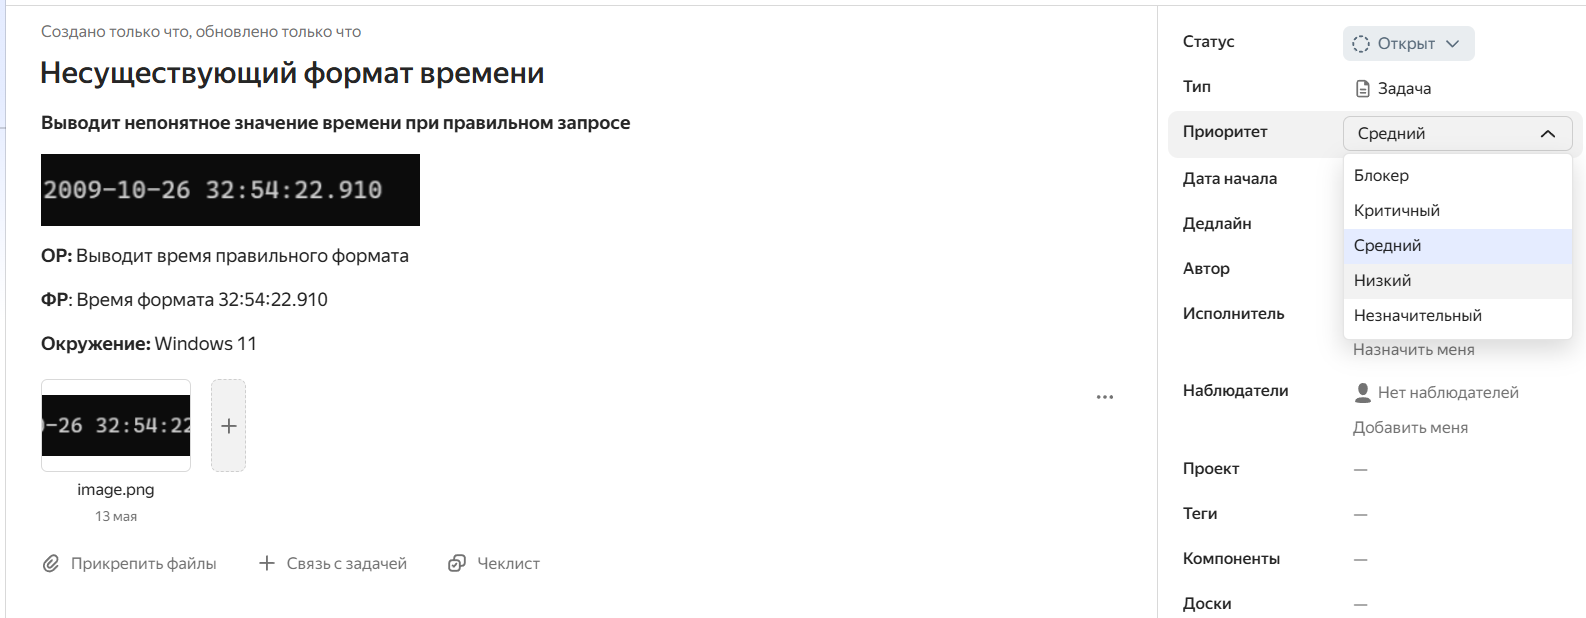 Создано только что, обновлено только что
Несуществующий формат времени
Выводит непонятное значение времени при правильном запросе
2009-10-26 32:54:22.910
ОР: Выводит время правильного формата
ФР: Время формата 32:54:22.910
Окружение: Windows 11
-26 32:54:22
image.png
13 мая
Прикрепить файлы
Связь с задачей
Чеклист
Статус
Открыт
Тип
Задача
Приоритет
Средний
Блокер
Критичный
Средний
Низкий
Незначительный
Дата начала
Дедлайн
Автор
Исполнитель
Назначить меня
Наблюдатели
Нет наблюдателей
Добавить меня
Проект
—
Теги
—
Компоненты
—
Доски
—